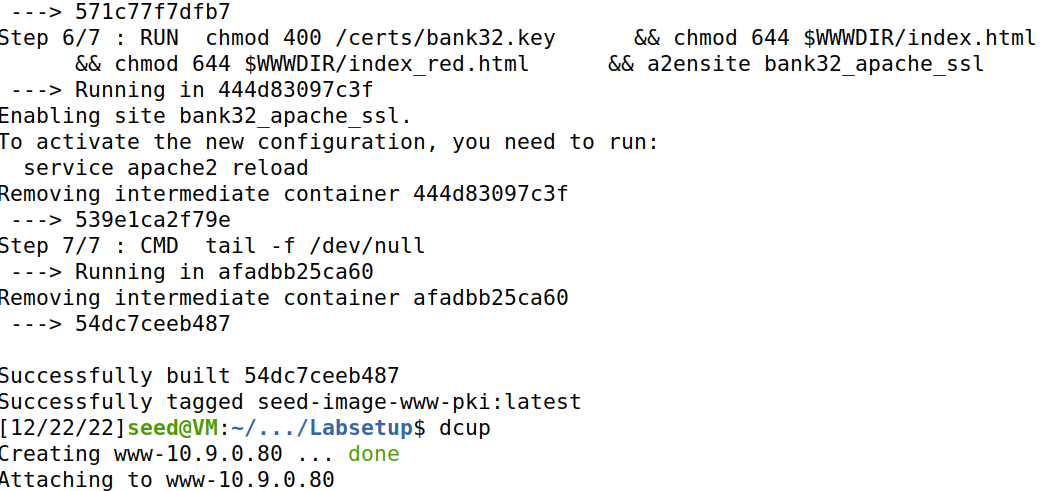 ---> 571c77f7dfb7
Step 6/7 : RUN  chmod 400 /certs/bank32.key      && chmod 644 $WWWDIR/index.html
      && chmod 644 $WWWDIR/index_red.html      && a2ensite bank32_apache_ssl
 ---> Running in 444d83097c3f
Enabling site bank32_apache_ssl.
To activate the new configuration, you need to run:
  service apache2 reload
Removing intermediate container 444d83097c3f
 ---> 539e1ca2f79e
Step 7/7 : CMD  tail -f /dev/null
 ---> Running in afadbb25ca60
Removing intermediate container afadbb25ca60
 ---> 54dc7ceeb487

Successfully built 54dc7ceeb487
Successfully tagged seed-image-www-pki:latest
[12/22/22]seed@VM:~/.../Labsetup$ dcup
Creating www-10.9.0.80 ... done
Attaching to www-10.9.0.80